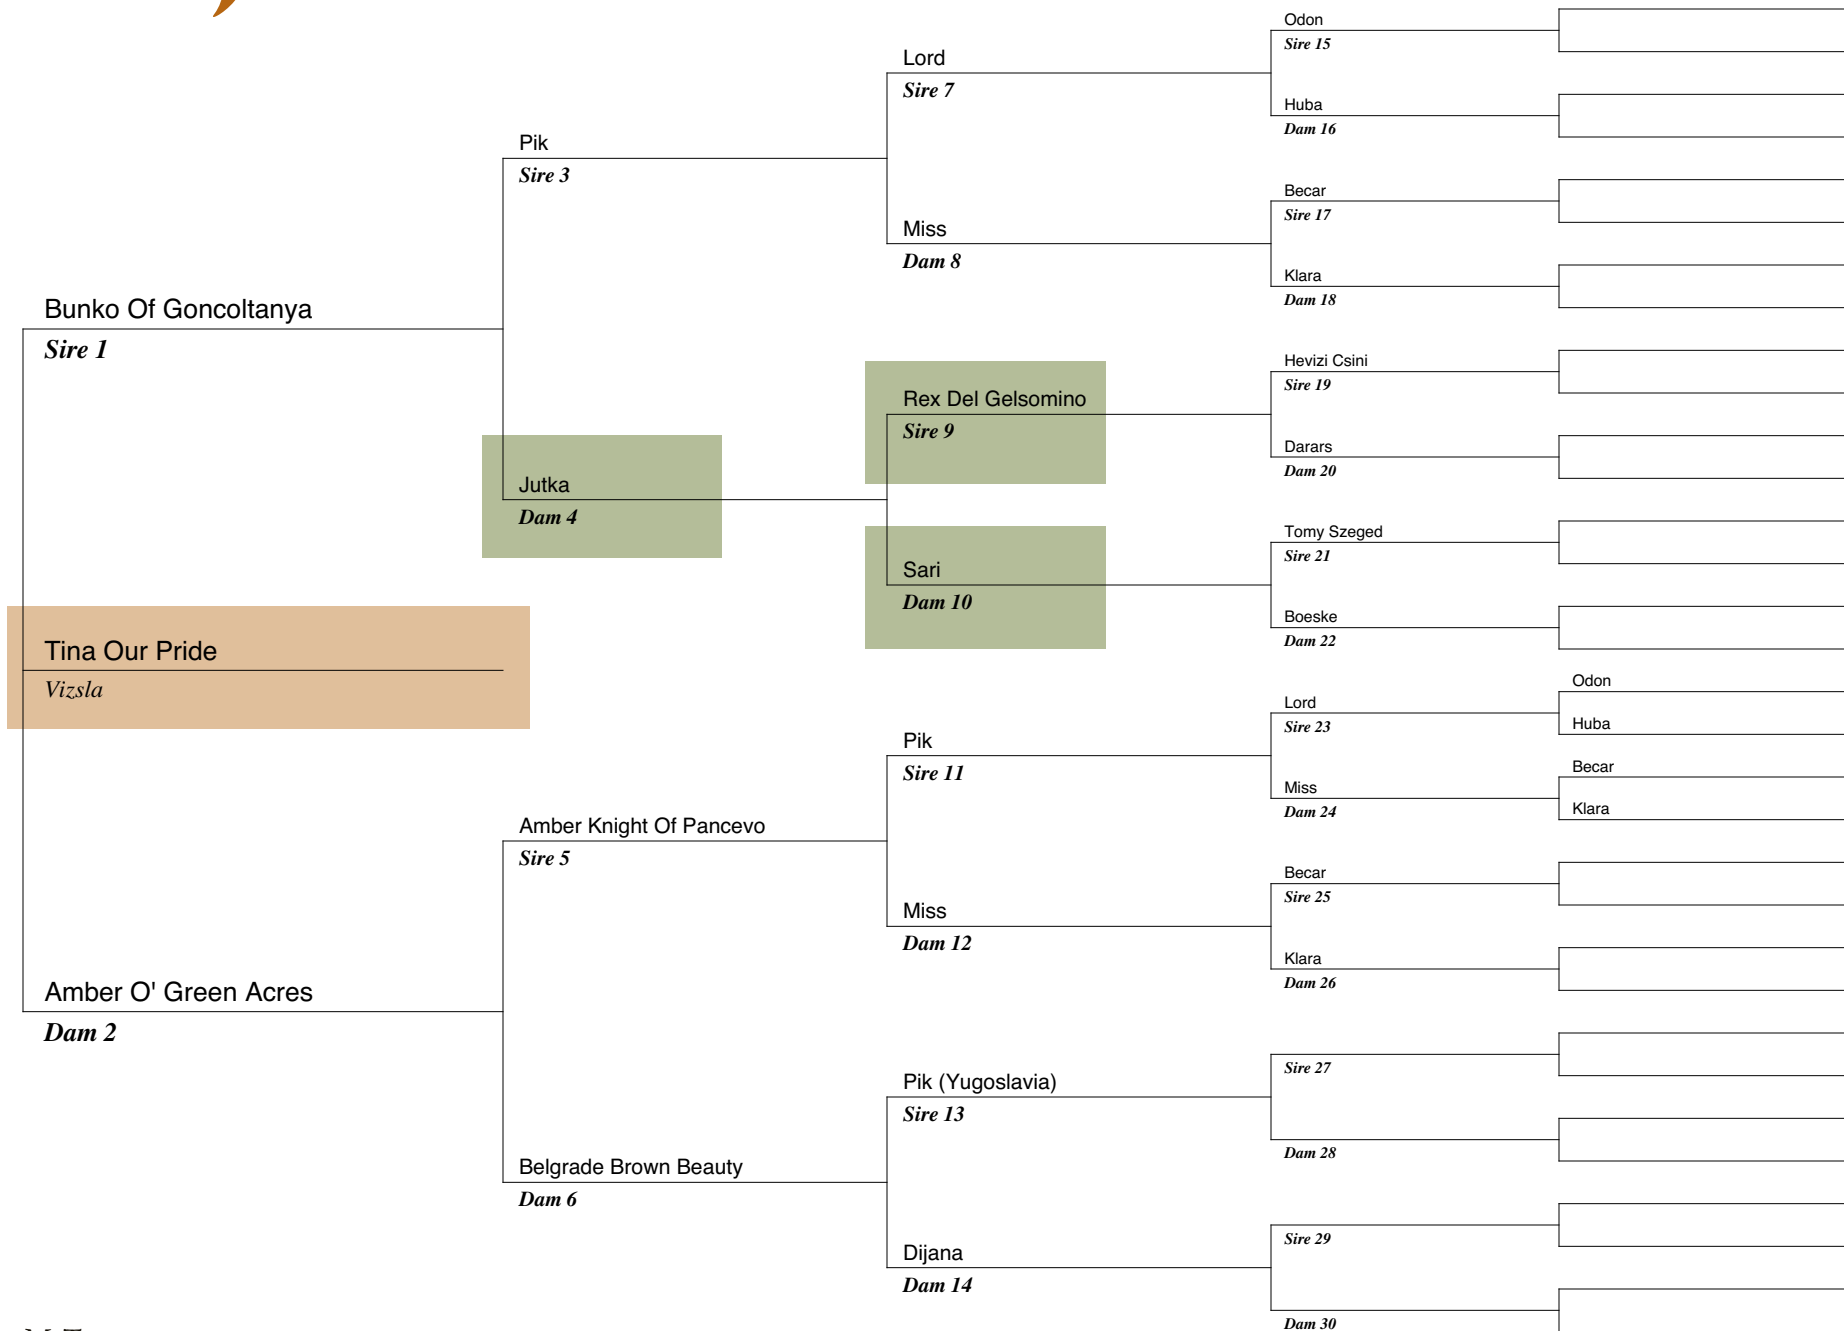 Odon
Sire 15
Lord
Sire 7
Huba
Dam 16
Pik
Sire 3
Becar
Sire 17
Miss
Dam 8
Klara
Dam 18
Bunko Of Goncoltanya
Sire 1
Hevizi Csini
Sire 19
Rex Del Gelsomino
Sire 9
Darars
Dam 20
Jutka
Dam 4
Tomy Szeged
Sire 21
Sari
Dam 10
Boeske
Dam 22
Tina Our Pride
Vizsla
Odon
Lord
Sire 23
Huba
Pik
Sire 11
Becar
Miss
Dam 24
Klara
Amber Knight Of Pancevo
Sire 5
Becar
Sire 25
Miss
Dam 12
Klara
Dam 26
Amber O' Green Acres
Dam 2
Sire 27
Pik (Yugoslavia)
Sire 13
Dam 28
Belgrade Brown Beauty
Dam 6
Sire 29
Dijana
Dam 14
Dam 30